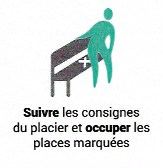 Suivre les consignes
du placier et occuper les
places marquées